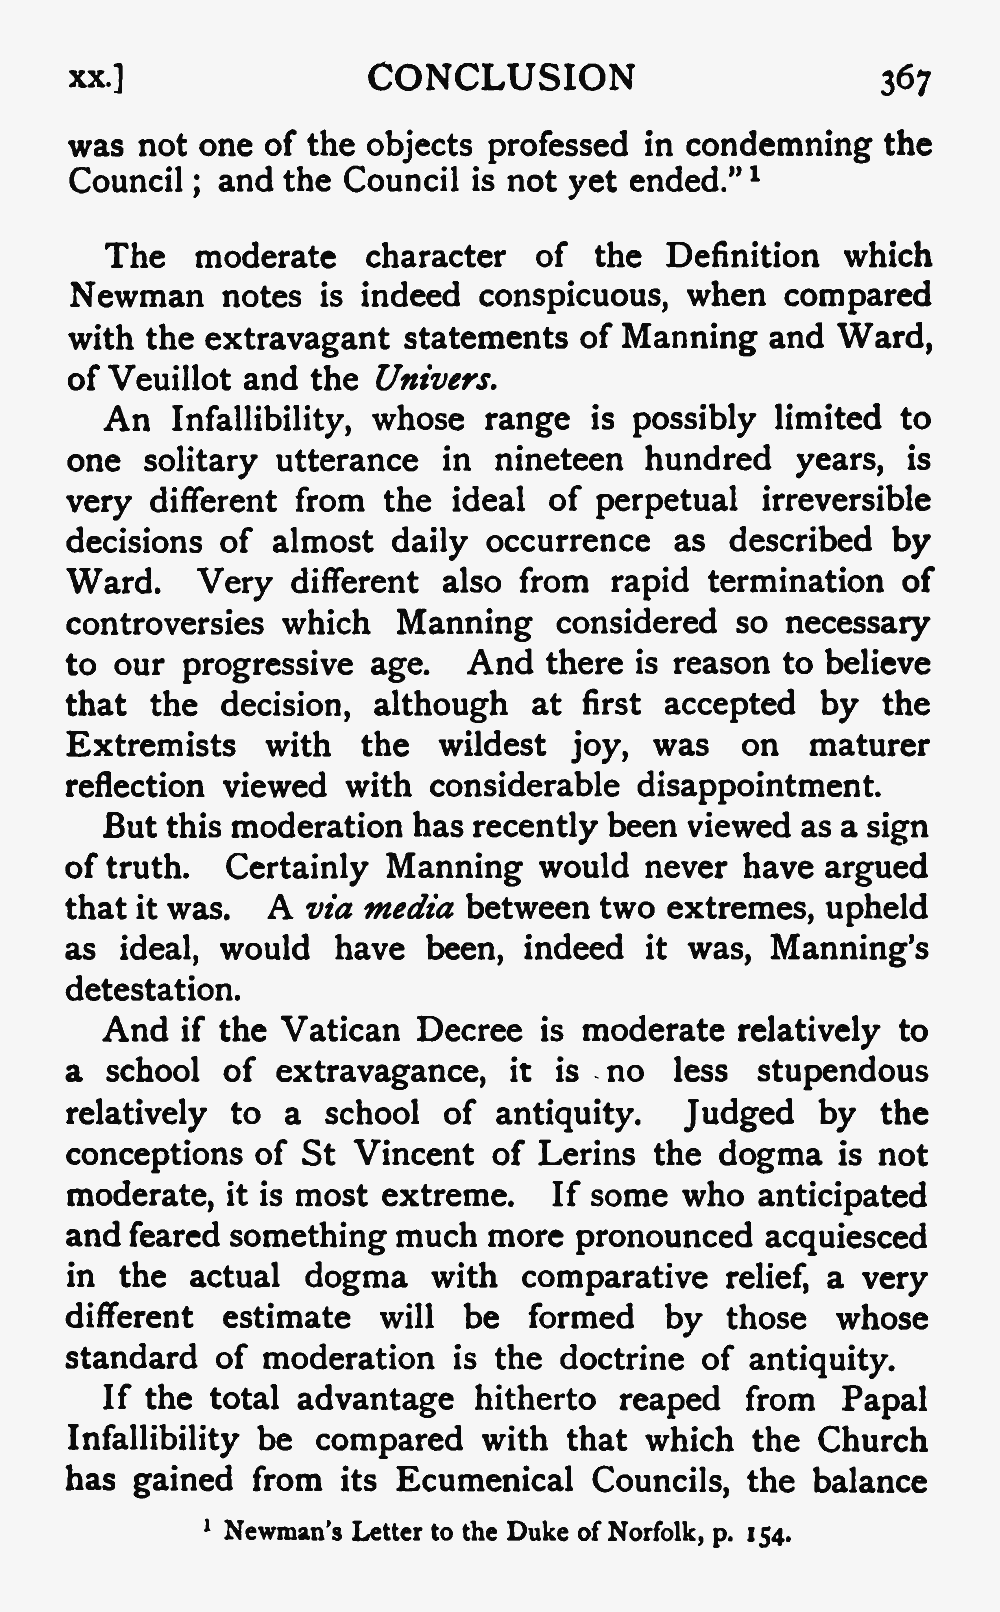 xx.] CONCLUSION 367
was not one of the objects professed in condemning the
Council ; and the Council is not yet ended." ¹
The moderate character of the Definition which
Newman notes is indeed conspicuous, when compared
with the extravagant statements of Manning and Ward,
of Veuillot and the Univers.
An Infallibility, whose range is possibly limited to
one solitary utterance in nineteen hundred years, is
very different from the ideal of perpetual irreversible
decisions of almost daily occurrence as described by
Ward. Very different also from rapid termination of
controversies which Manning considered so necessary
to our progressive age. And there is reason to believe
that the decision, although at first accepted by the
Extremists with the wildest joy, was on maturer
reflection viewed with considerable disappointment.
But this moderation has recently been viewed as a sign
of truth. Certainly Manning would never have argued
that it was. A via media between two extremes, upheld
as ideal, would have been, indeed it was, Manning's
detestation.
And if the Vatican Decree is moderate relatively to
a school of extravagance, it is no less stupendous
relatively to a school of antiquity. Judged by the
conceptions of St Vincent of Lerins the dogma is not
moderate, it is most extreme. If some who anticipated
and feared something much more pronounced acquiesced
in the actual dogma with comparative relief, a very
different estimate will be formed by those whose
standard of moderation is the doctrine of antiquity.
If the total advantage hitherto reaped from Papal
Infallibility be compared with that which the Church
has gained from its Ecumenical Councils, the balance
¹ Newman's Letter to the Duke of Norfolk, p. 154.